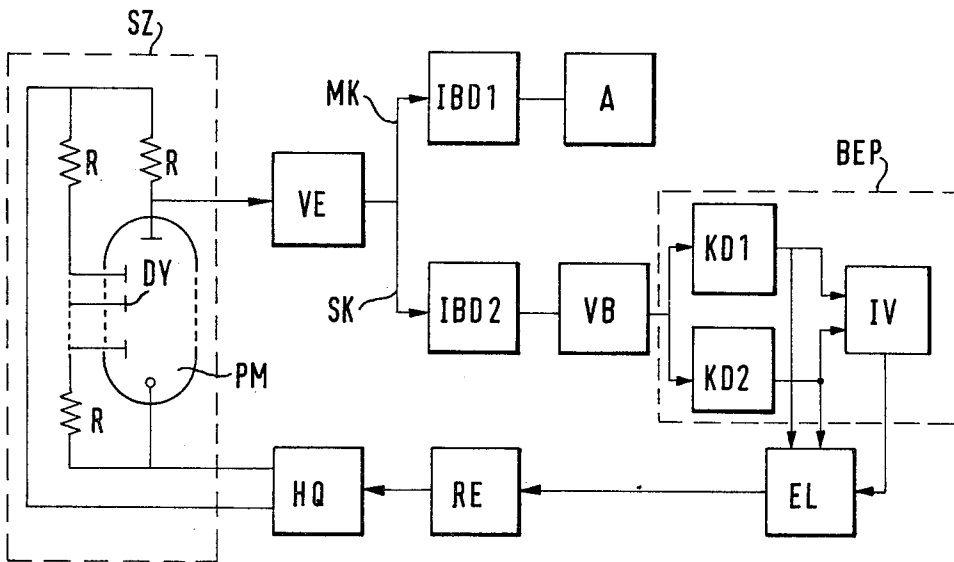 SZ
MK
IBD1
A
BEP
R
R
VE
KD1
DY
SK
IBD2
VB
IV
KD2
PM
R
HQ
RE
EL